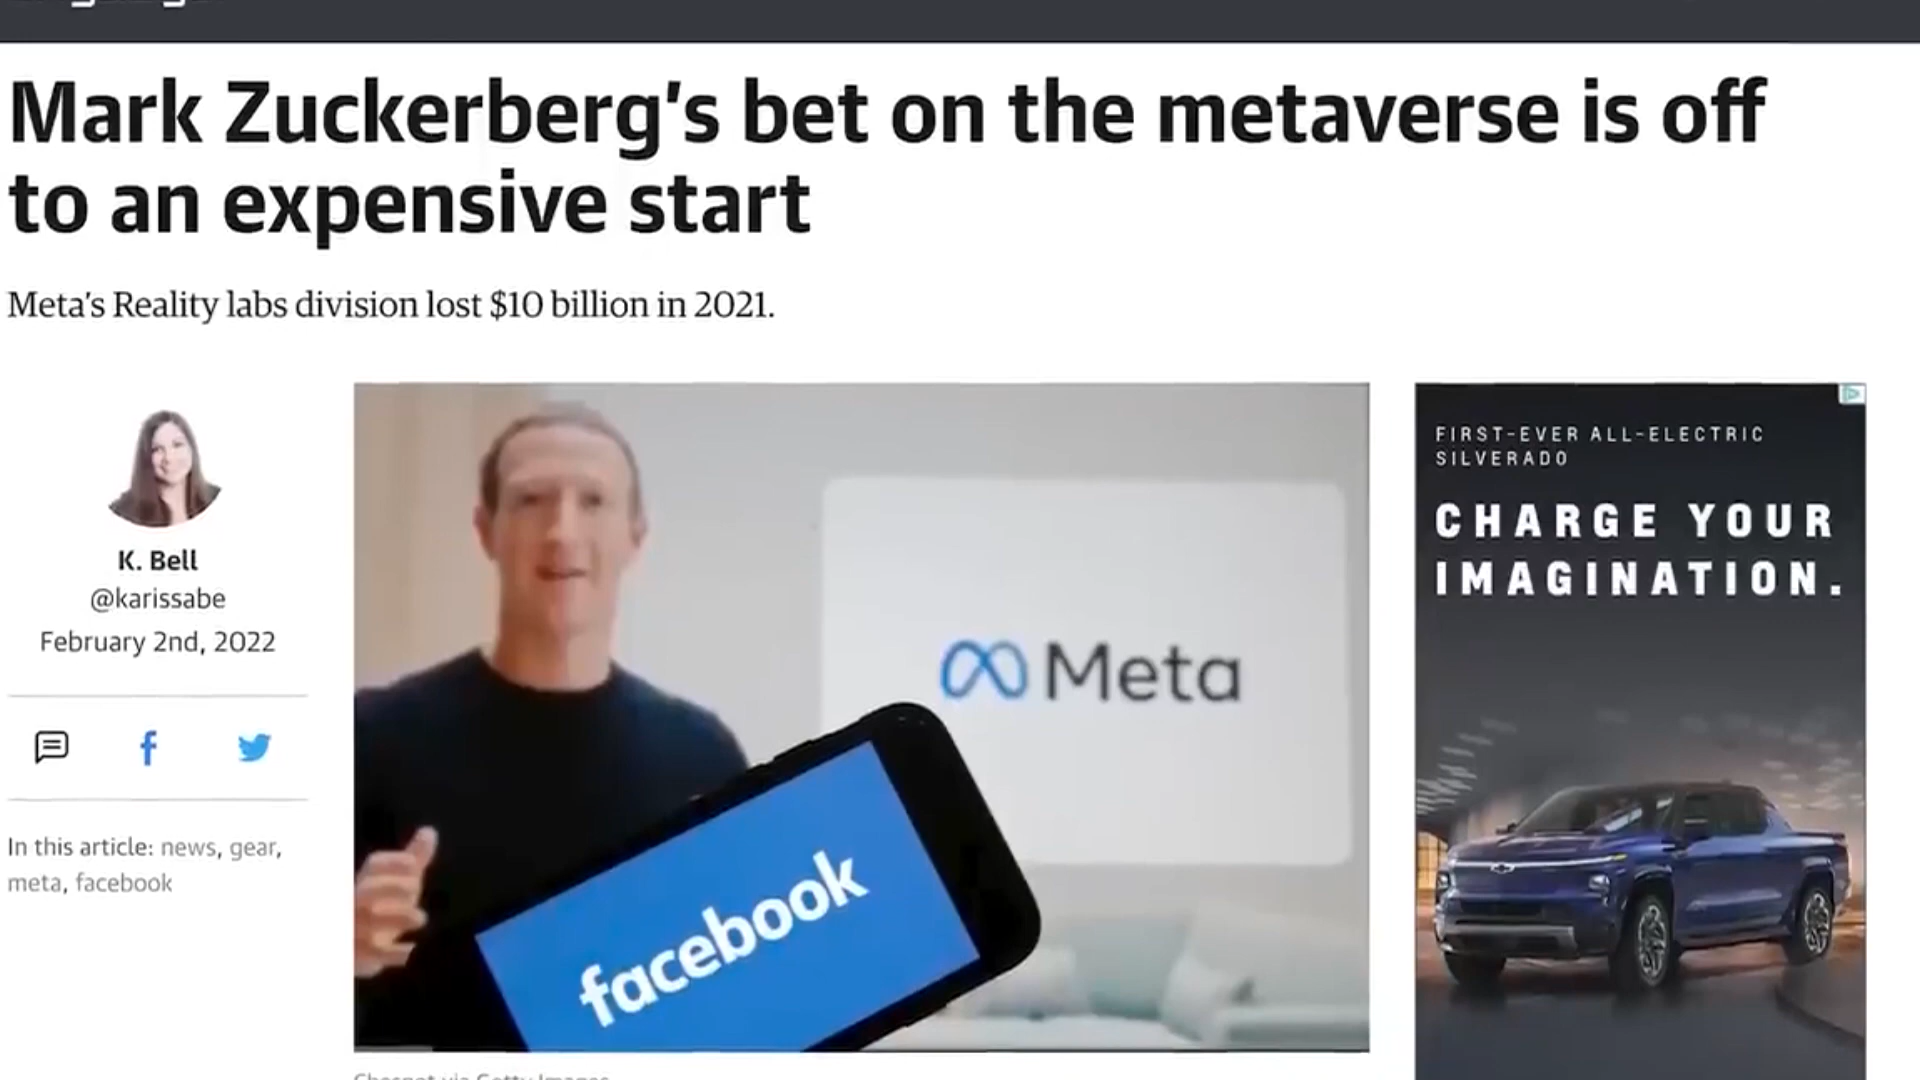 Mark Zuckerberg's bet on the metaverse is off
to an expensive start
Meta's Reality labs division lost $10 billion in 2021.
K. Bell
@karissabe
February 2nd, 2022
In this article: news, gear,
meta, facebook
Meta
facebook
FIRST-EVER ALL-ELECTRIC
SILVERADO
CHARGE YOUR
IMAGINATION.